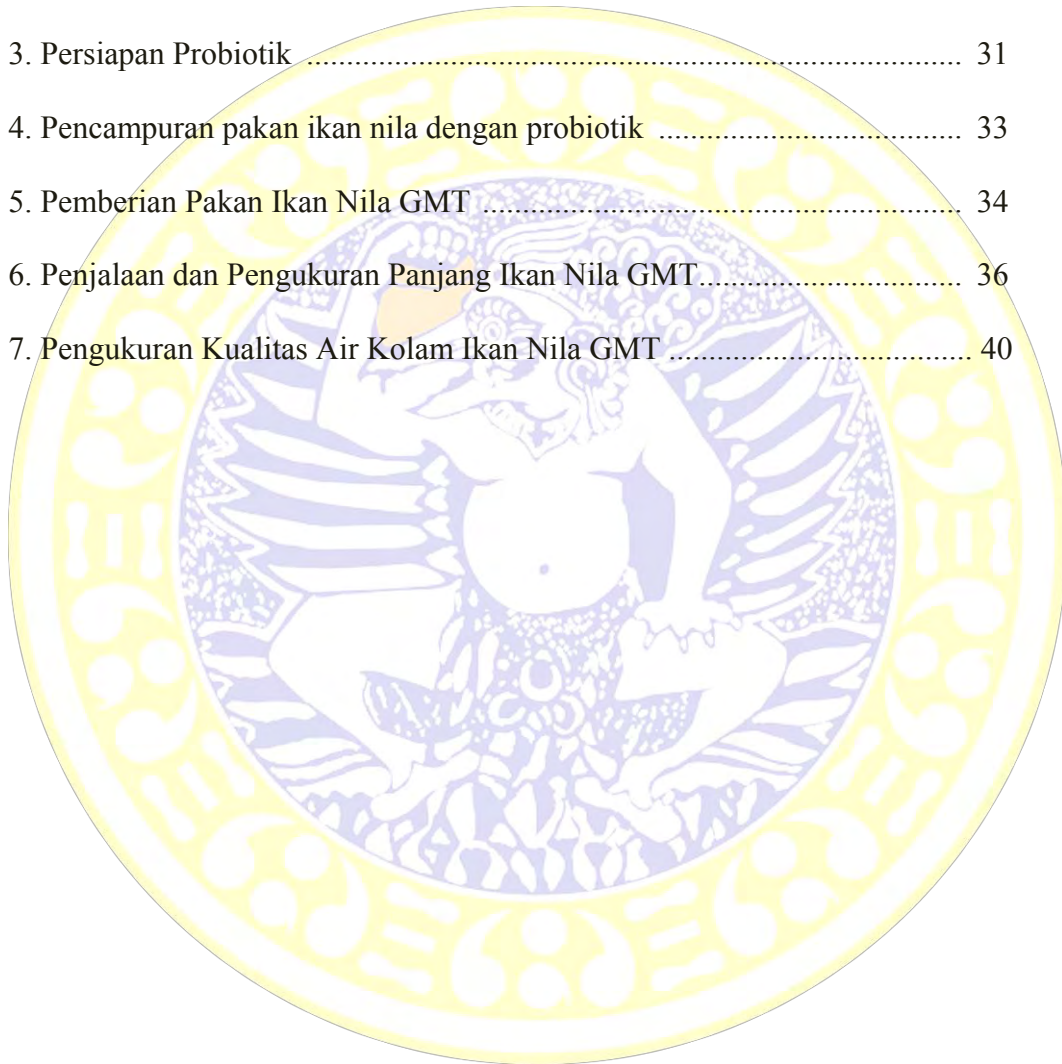 3. Persiapan Probiotik ................................................................................ 31
4. Pencampuran pakan ikan nila dengan probiotik ..................................... 33
5. Pemberian Pakan Ikan Nila GMT .......................................................... 34
6. Penjalaan dan Pengukuran Panjang Ikan Nila GMT................................ 36
7. Pengukuran Kualitas Air Kolam Ikan Nila GMT ..................................... 40